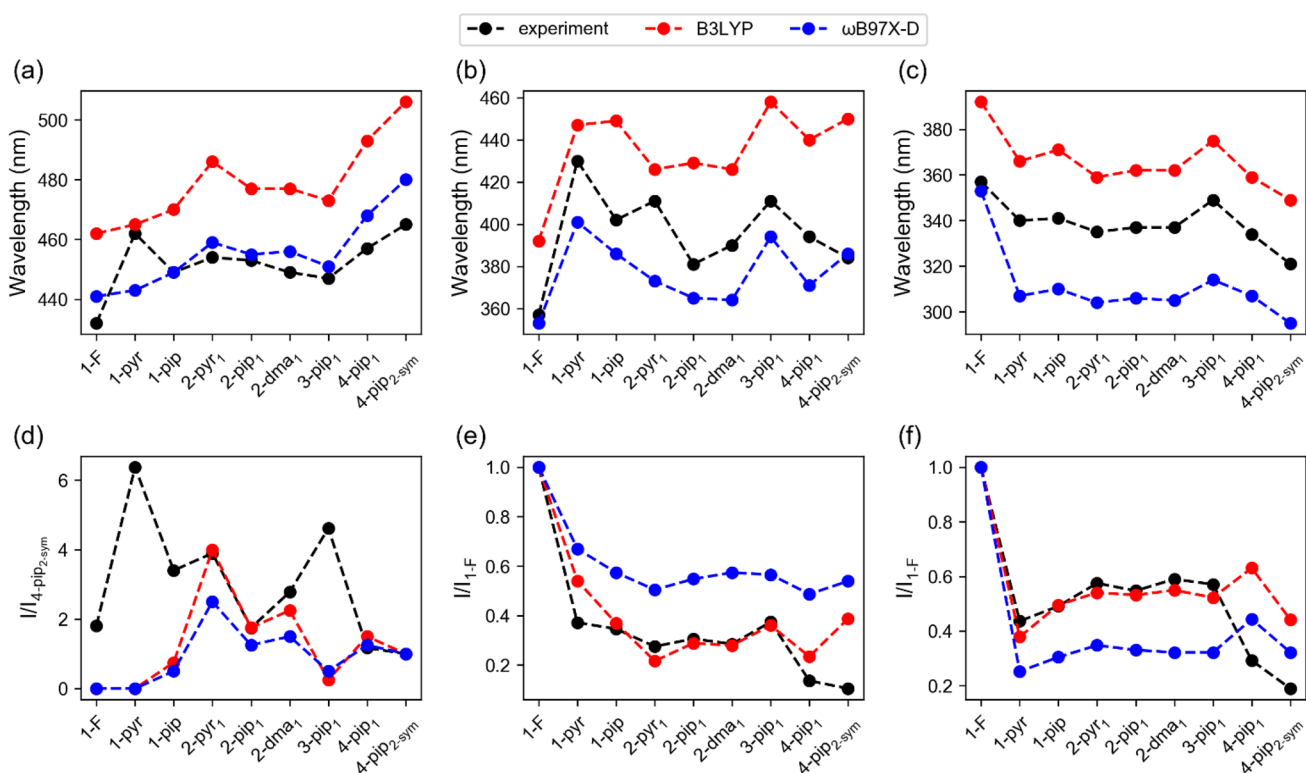 experiment B3LYP ωB97X-D
(a) (b) (c)
Wavelength (nm)
500
480
460
440
1-F 1-pyr 1-pip 2-pyr₁ 2-pip₁ 2-dma₁ 3-pip₁ 4-pip₁ 4-pip₂₋sym
Wavelength (nm)
460
440
420
400
380
360
1-F 1-pyr 1-pip 2-pyr₁ 2-pip₁ 2-dma₁ 3-pip₁ 4-pip₁ 4-pip₂₋sym
Wavelength (nm)
380
360
340
320
300
1-F 1-pyr 1-pip 2-pyr₁ 2-pip₁ 2-dma₁ 3-pip₁ 4-pip₁ 4-pip₂₋sym
(d) (e) (f)
I/I4-pip₂₋sym
6
4
2
0
1-F 1-pyr 1-pip 2-pyr₁ 2-pip₁ 2-dma₁ 3-pip₁ 4-pip₁ 4-pip₂₋sym
I/I1-F
1.0
0.8
0.6
0.4
0.2
1-F 1-pyr 1-pip 2-pyr₁ 2-pip₁ 2-dma₁ 3-pip₁ 4-pip₁ 4-pip₂₋sym
I/I1-F
1.0
0.8
0.6
0.4
0.2
1-F 1-pyr 1-pip 2-pyr₁ 2-pip₁ 2-dma₁ 3-pip₁ 4-pip₁ 4-pip₂₋sym